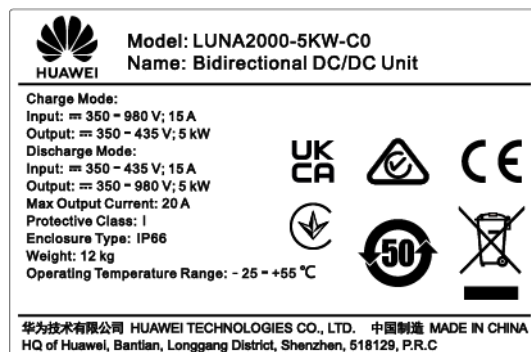 HUAWEI
Model: LUNA2000-5KW-C0
Name: Bidirectional DC/DC Unit
Charge Mode:
Input: ⎓ 350 - 980 V; 15 A
Output: ⎓ 350 - 435 V; 5 kW
Discharge Mode:
Input: ⎓ 350 - 435 V; 15 A
Output: ⎓ 350 - 980 V; 5 kW
Max Output Current: 20 A
Protective Class: I
Enclosure Type: IP66
Weight: 12 kg
Operating Temperature Range: - 25 - +55 ℃
UK
CA
CE
50
华为技术有限公司 HUAWEI TECHNOLOGIES CO., LTD. 中国制造 MADE IN CHINA
HQ of Huawei, Bantian, Longgang District, Shenzhen, 518129, P.R.C